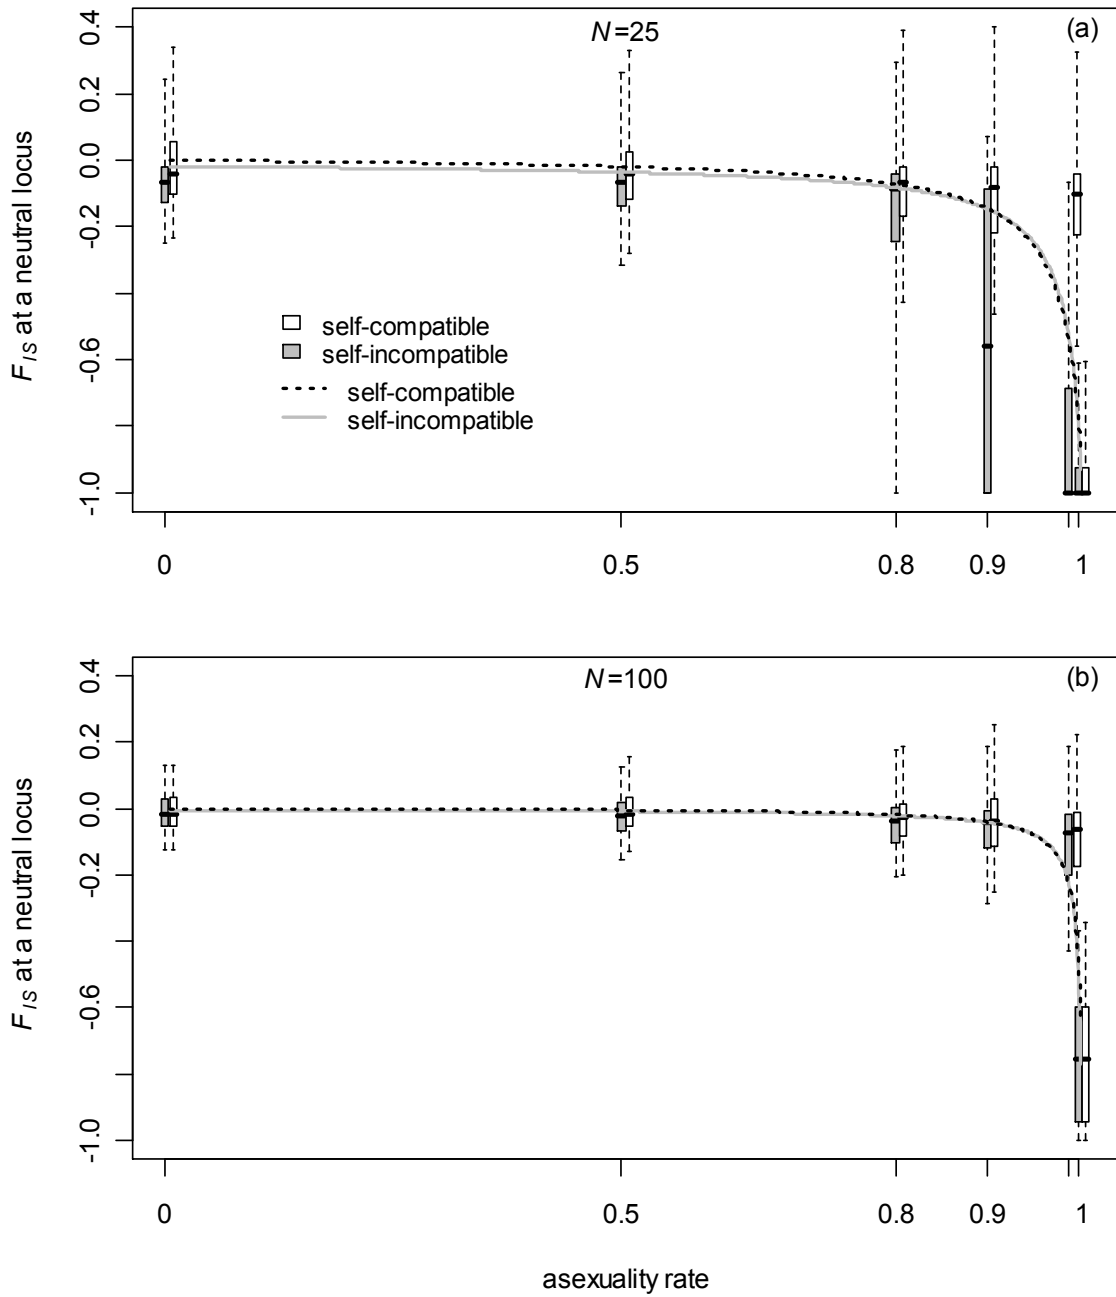 N=25
(a)
0.4
0.2
0.0
-0.2
-0.6
-1.0
F_IS at a neutral locus
self-compatible
self-incompatible
self-compatible
self-incompatible
0 0.5 0.8 0.9 1
N=100
(b)
0.4
0.2
0.0
-0.2
-0.6
-1.0
F_IS at a neutral locus
0 0.5 0.8 0.9 1
asexuality rate